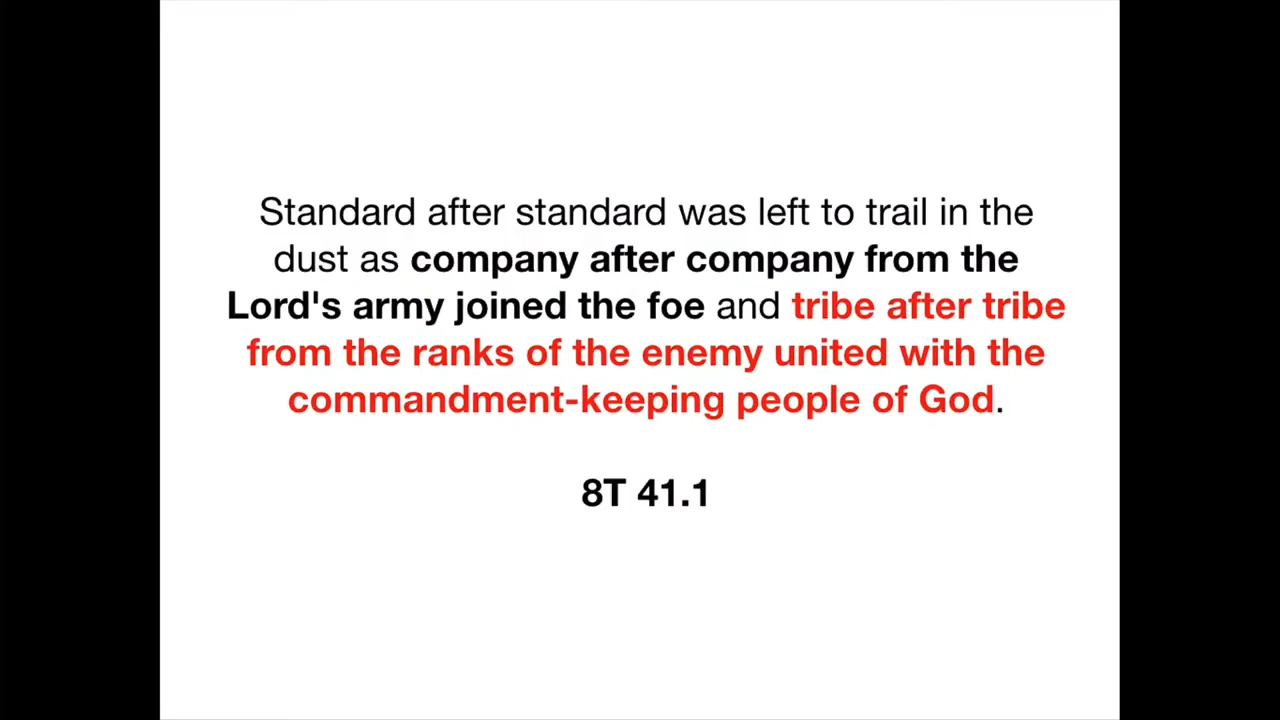 Standard after standard was left to trail in the
dust as company after company from the
Lord's army joined the foe and tribe after tribe
from the ranks of the enemy united with the
commandment-keeping people of God.
8T 41.1